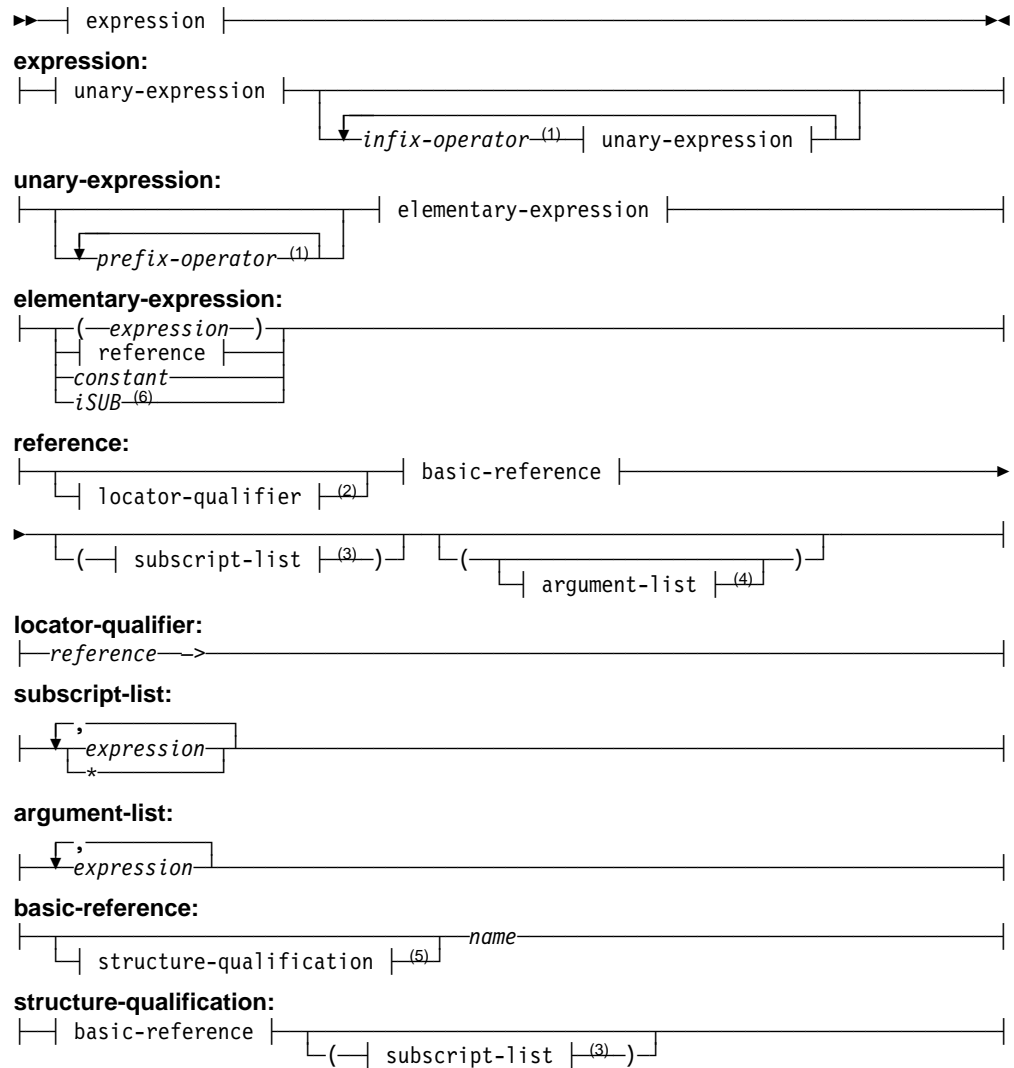 expression
expression:
unary-expression
infix-operator (1) unary-expression
unary-expression:
elementary-expression
prefix-operator (1)
elementary-expression:
( expression )
reference
constant
iSUB (6)
reference:
basic-reference
locator-qualifier (2)
( subscript-list (3) ) ( )
argument-list (4)
locator-qualifier:
reference –>
subscript-list:
,
expression
*
argument-list:
,
expression
basic-reference:
name
structure-qualification (5)
structure-qualification:
basic-reference
( subscript-list (3) )